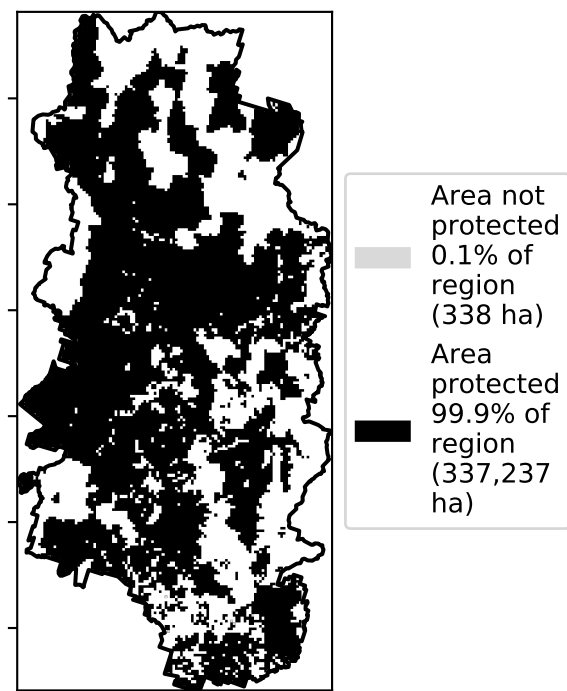 Area not
protected
0.1% of
region
(338 ha)
Area
protected
99.9% of
region
(337,237
ha)